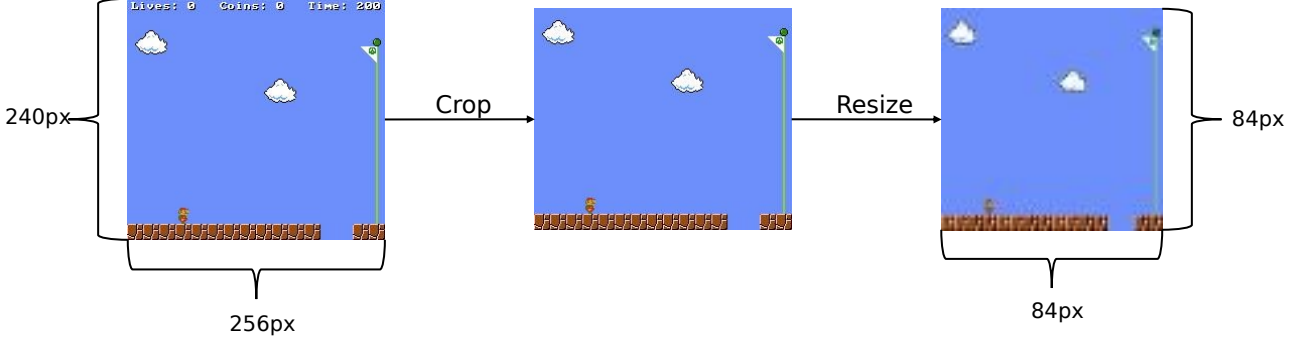 Lives: 0 Coins: 0 Time: 200
240px
Crop
Resize
84px
256px
84px